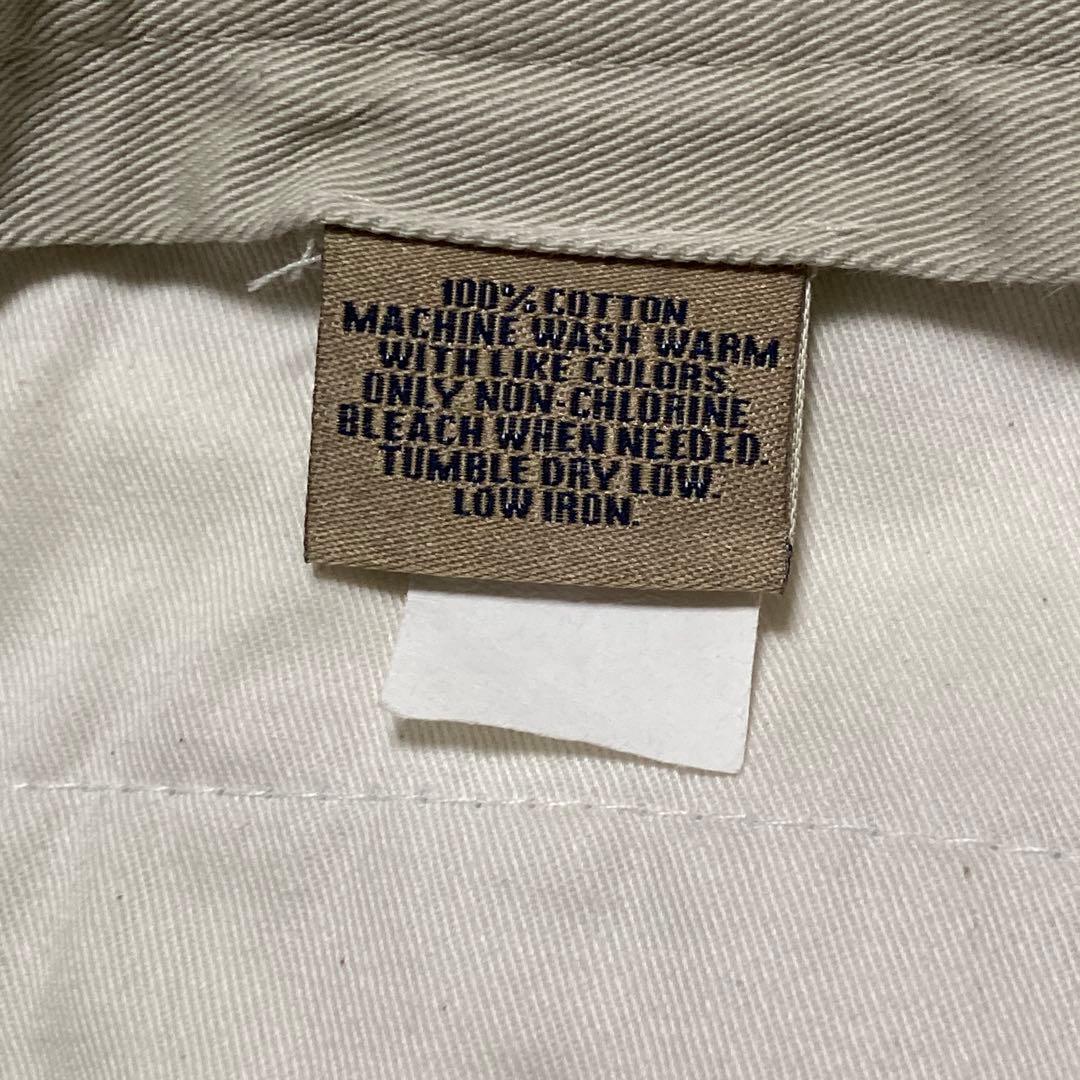 100% COTTON
MACHINE WASH WARM
WITH LIKE COLORS.
ONLY NON-CHLORINE
BLEACH WHEN NEEDED.
TUMBLE DRY LOW.
LOW IRON.